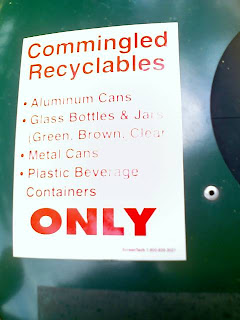 Commingled
Recyclables
• Aluminum Cans
• Glass Bottles & Jars
(Green, Brown, Clear
• Metal Cans
• Plastic Beverage
Containers
ONLY